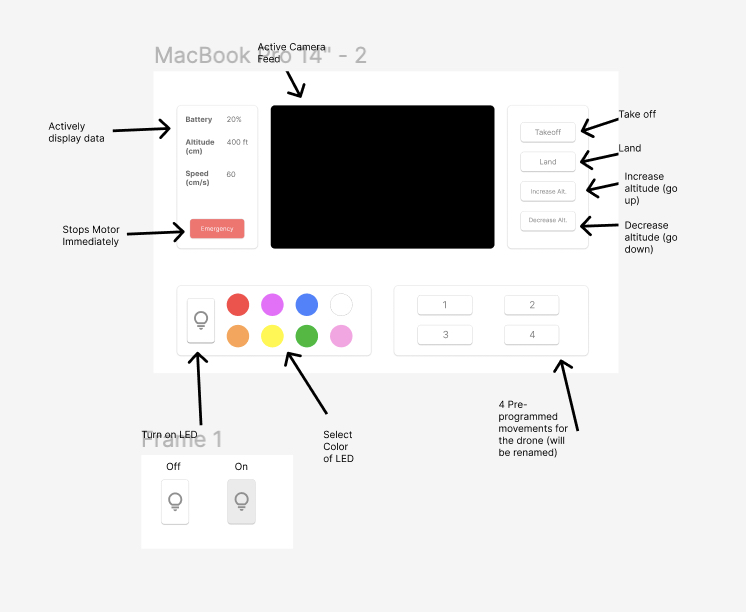 MacBook Pro 14" - 2
Active Camera
Feed
Actively
display data
Battery 20%
Altitude
(cm) 400 ft
Speed
(cm/s) 60
Stops Motor
Immediately
Emergency
Takeoff
Land
Increase Alt.
Decrease Alt.
Take off
Land
Increase
altitude (go
up)
Decrease
altitude (go
down)
1 2
3 4
Turn on LED
Select
Color
of LED
4 Pre-
programmed
movements for
the drone (will
be renamed)
Frame 1
Off On